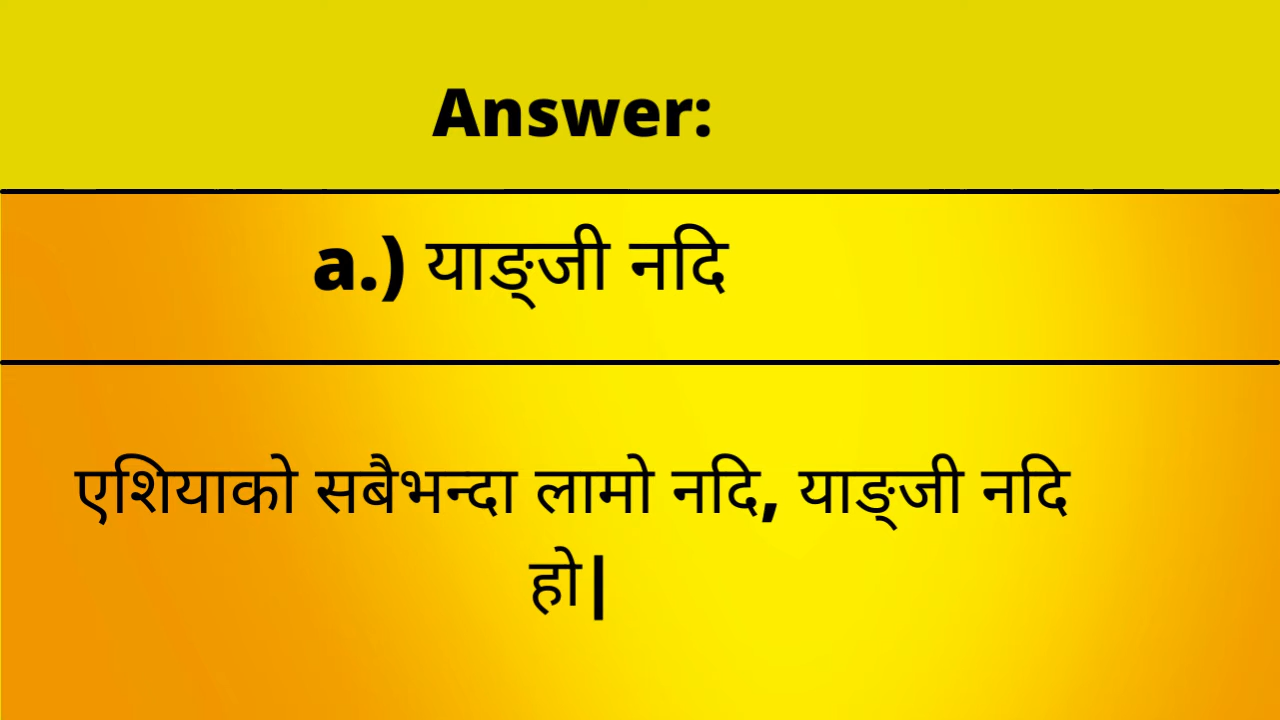 Answer:
a.) याङ्जी नदि
एशियाको सबैभन्दा लामो नदि, याङ्जी नदि
हो|